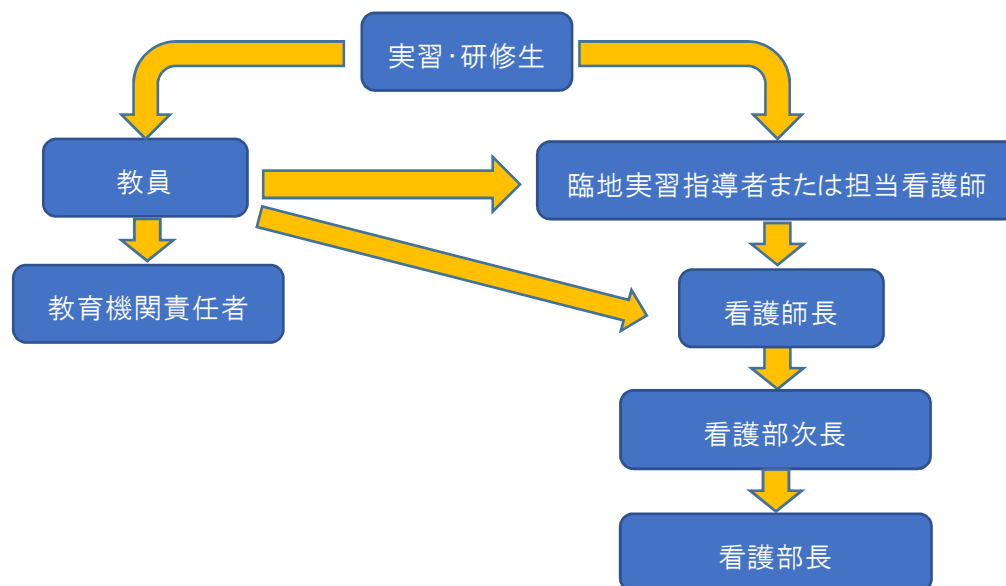 実習・研修生
教員
臨地実習指導者または担当看護師
教育機関責任者
看護師長
看護部次長
看護部長